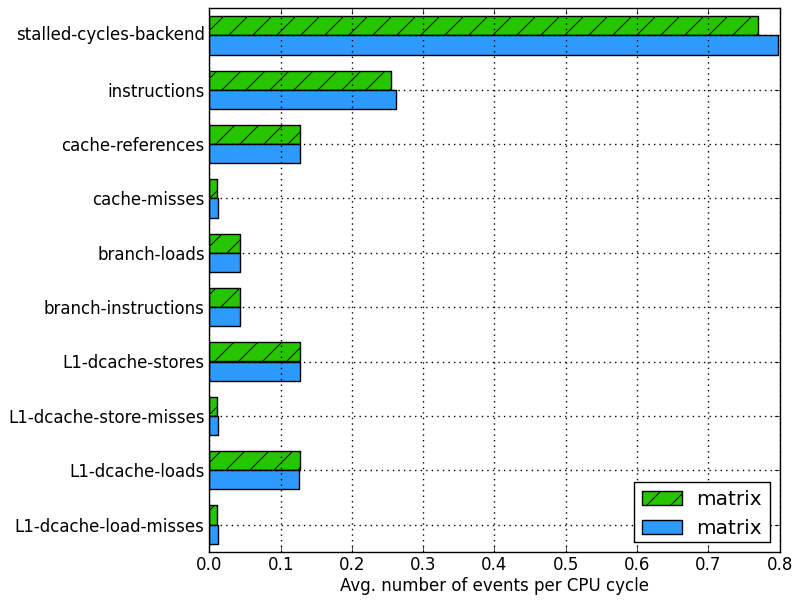 stalled-cycles-backend
instructions
cache-references
cache-misses
branch-loads
branch-instructions
L1-dcache-stores
L1-dcache-store-misses
L1-dcache-loads
L1-dcache-load-misses
matrix
matrix
0.0 0.1 0.2 0.3 0.4 0.5 0.6 0.7 0.8
Avg. number of events per CPU cycle